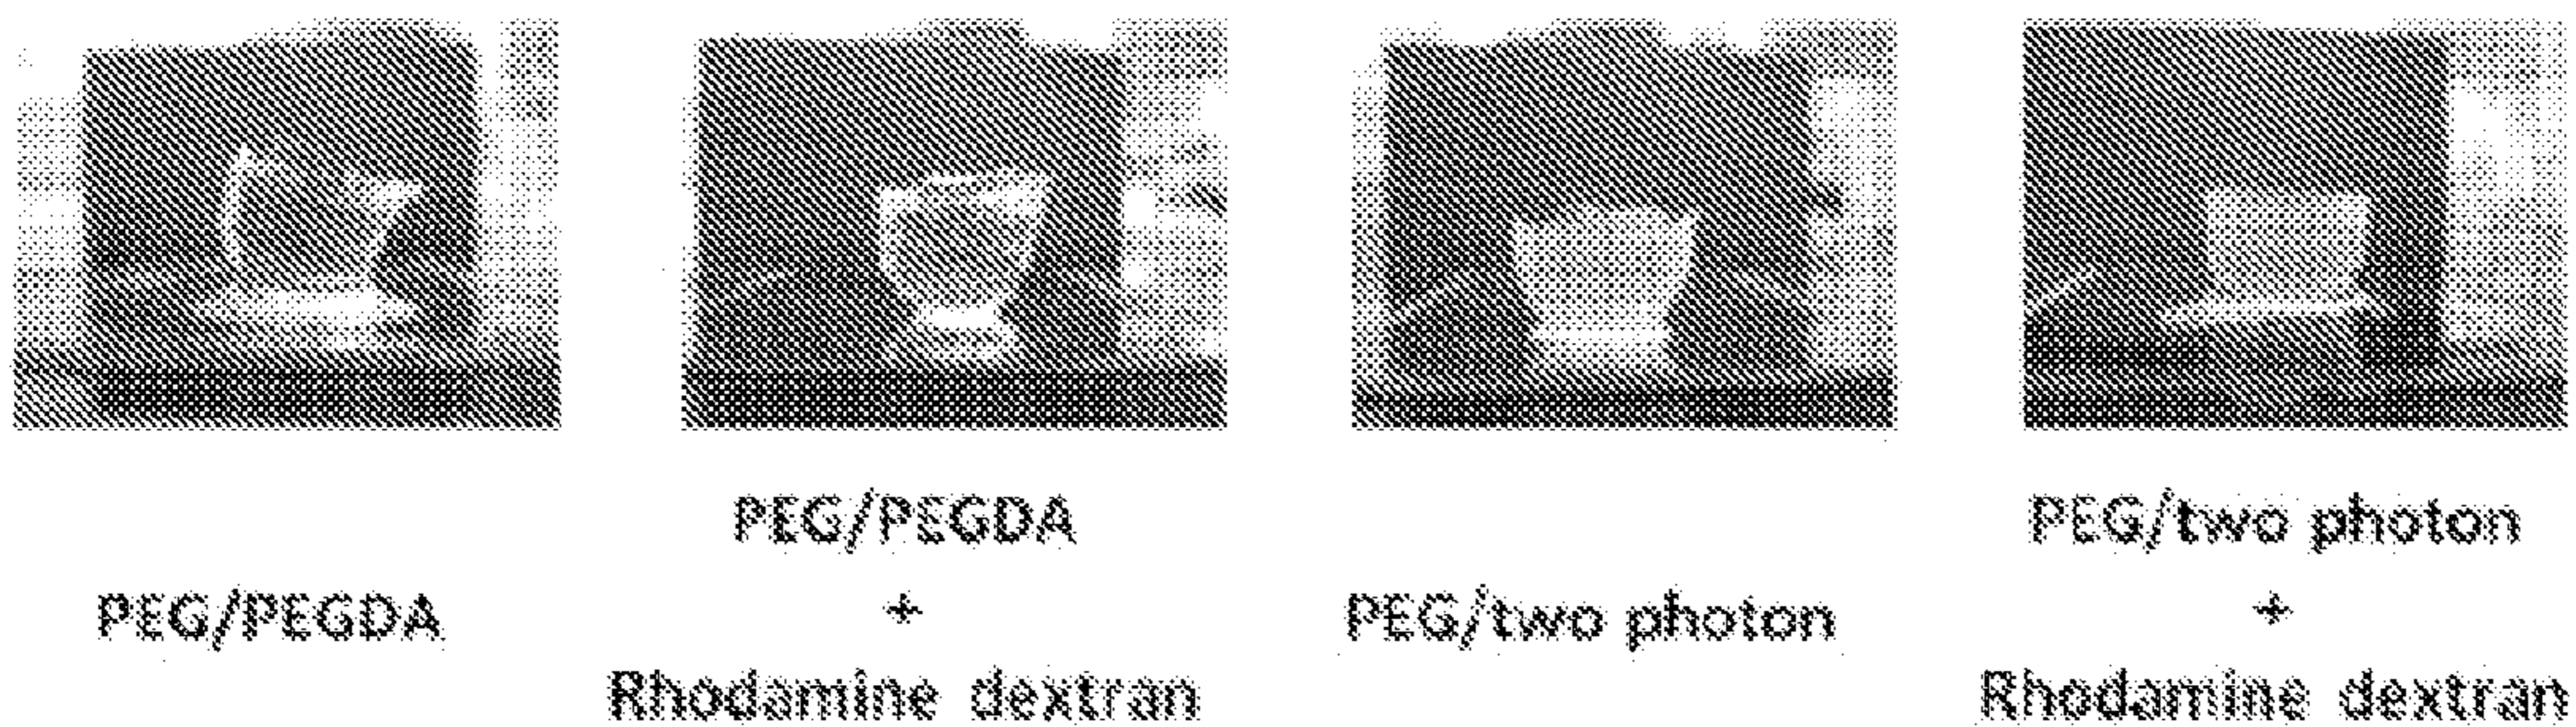 PEG/PEGDA
PEG/PEGDA
+
Rhodamine dextran
PEG/two photon
PEG/two photon
+
Rhodamine dextran